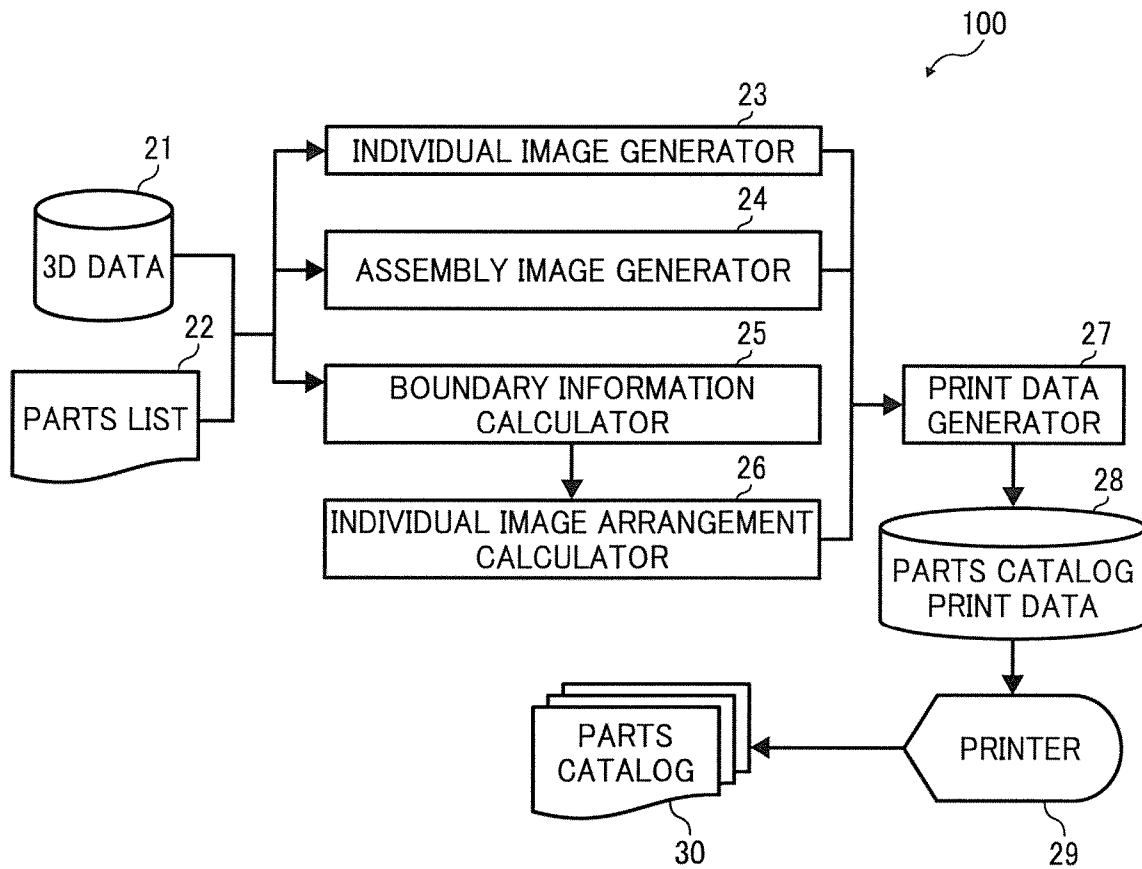 100
23
INDIVIDUAL IMAGE GENERATOR
21
3D DATA
24
ASSEMBLY IMAGE GENERATOR
22
PARTS LIST
25
BOUNDARY INFORMATION
CALCULATOR
27
PRINT DATA
GENERATOR
26
INDIVIDUAL IMAGE ARRANGEMENT
CALCULATOR
28
PARTS CATALOG
PRINT DATA
PRINTER
29
PARTS
CATALOG
30